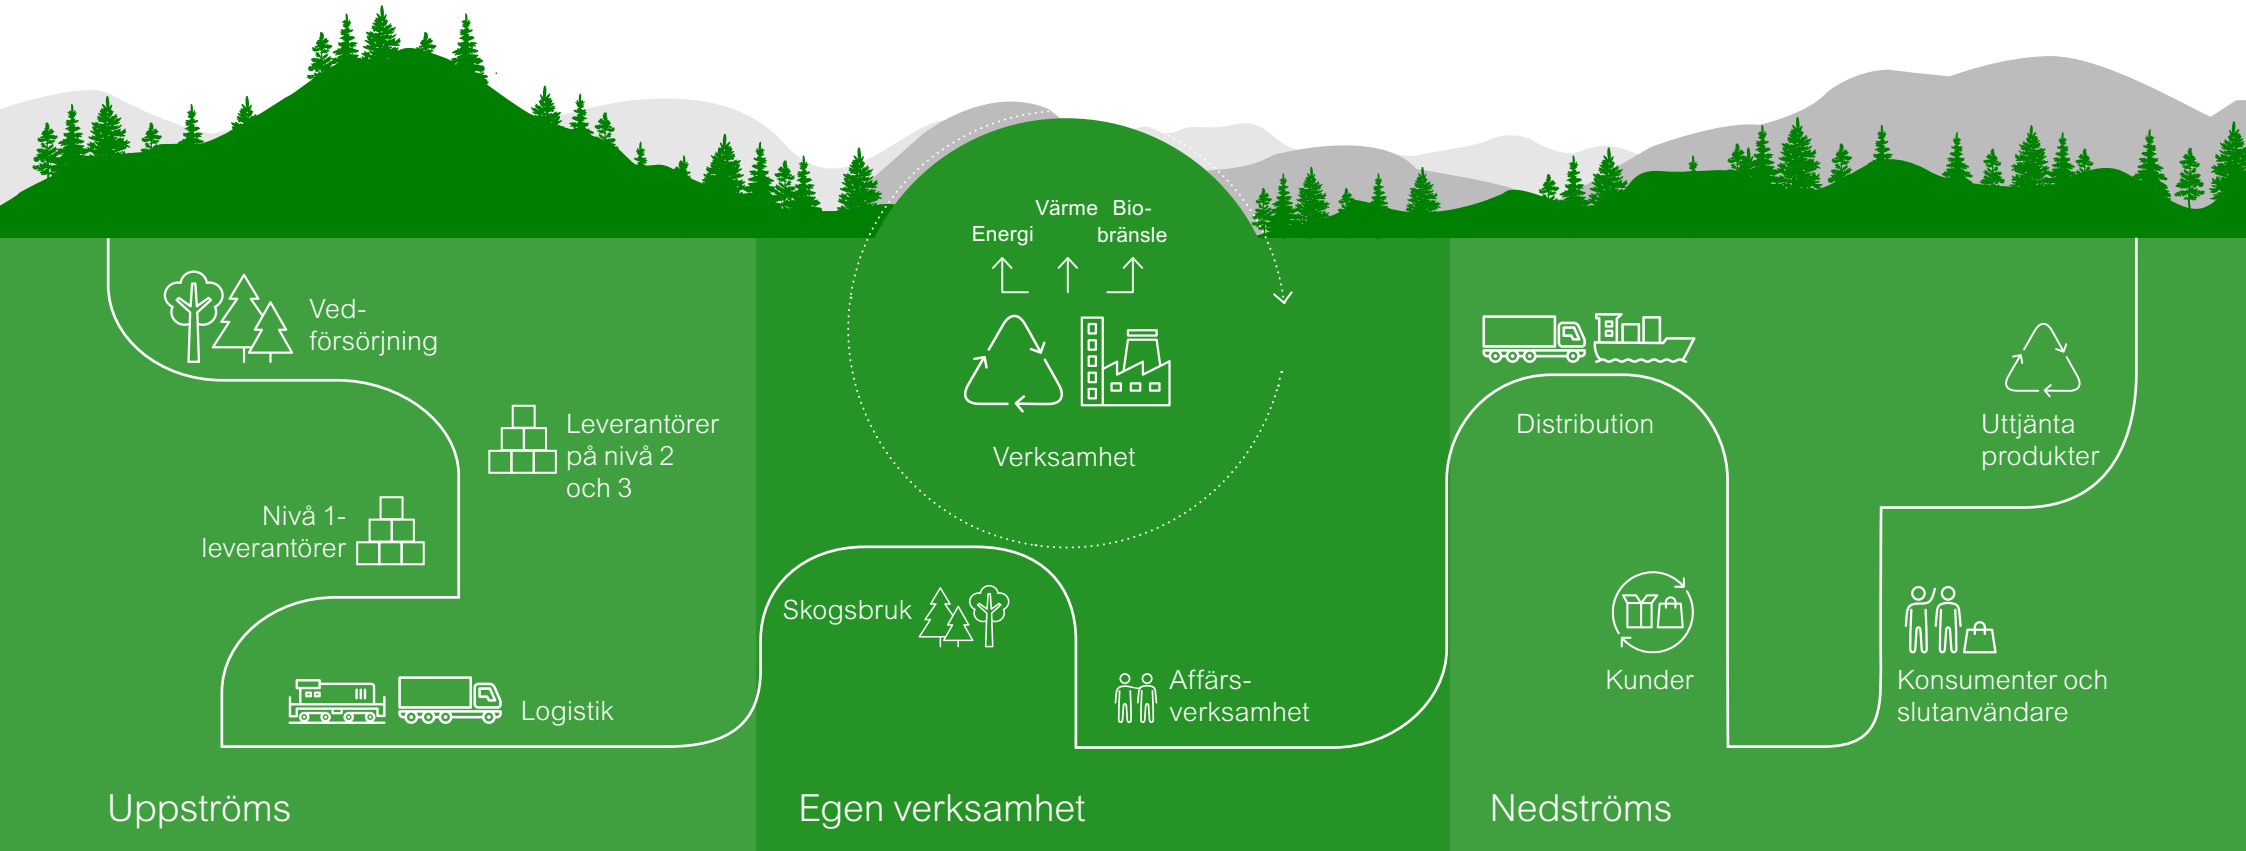 Ved-
försörjning
Leverantörer
på nivå 2
och 3
Nivå 1-
leverantörer
Logistik
Uppströms
Värme
Bio-
bränsle
Energi
Verksamhet
Skogsbruk
Affärs-
verksamhet
Egen verksamhet
Distribution
Uttjänta
produkter
Kunder
Konsumenter och
slutanvändare
Nedströms